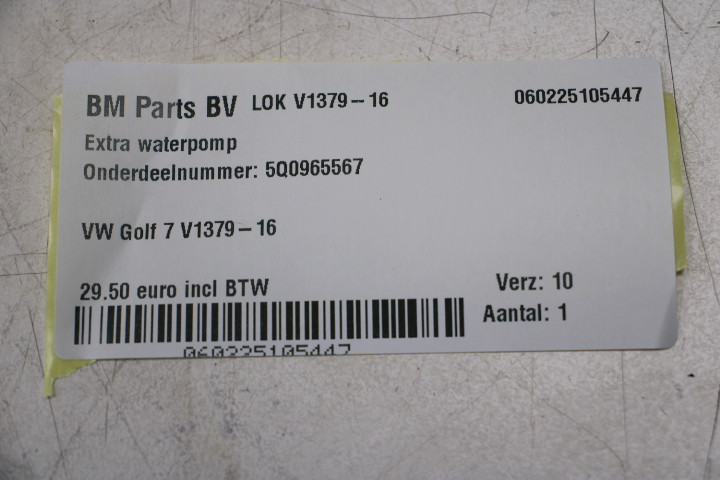 BM Parts BV LOK V1379-16 060225105447
Extra waterpomp
Onderdeelnummer: 5Q0965567
VW Golf 7 V1379-16
29.50 euro incl BTW
Verz: 10
Aantal: 1
060225105447